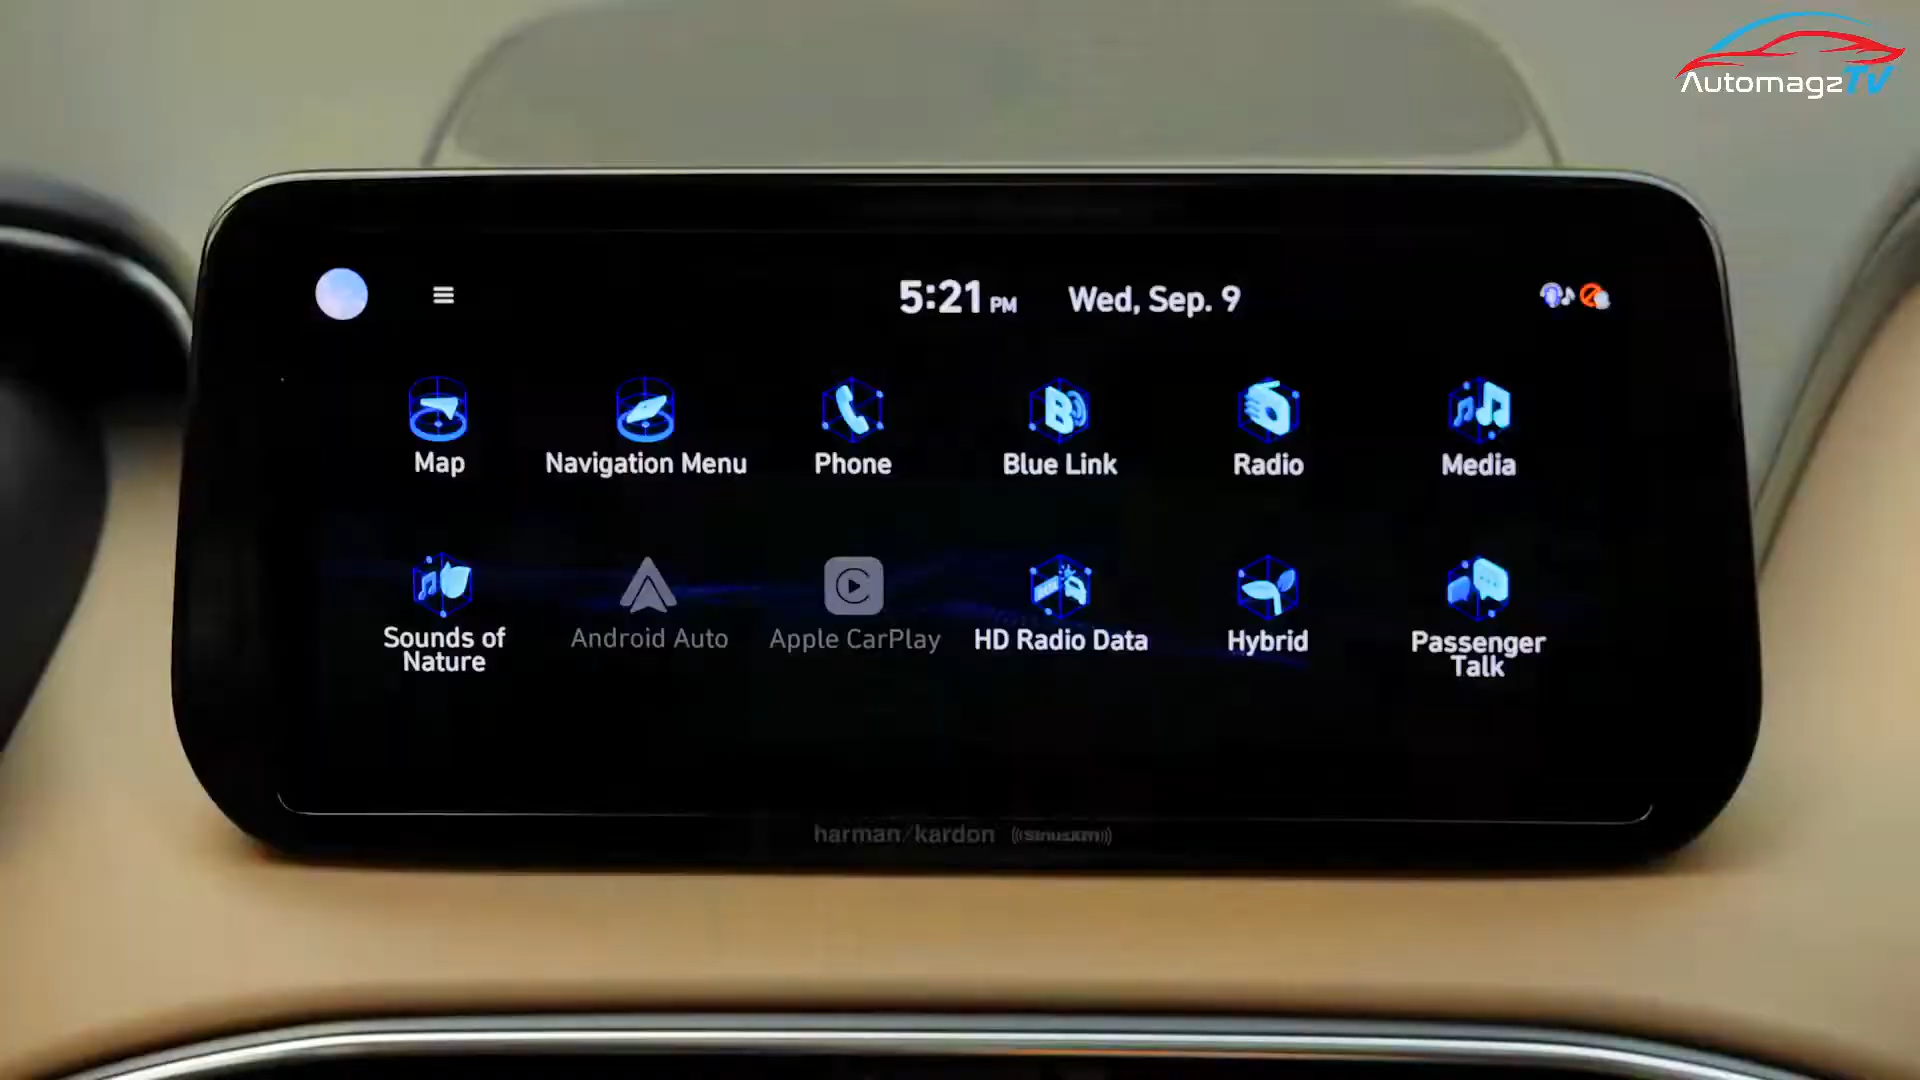 AutomagzTV
5:21 PM Wed, Sep. 9
Map
Navigation Menu
Phone
Blue Link
Radio
Media
Sounds of
Nature
Android Auto
Apple CarPlay
HD Radio Data
Hybrid
Passenger
Talk
harman/kardon
((SiriusXM))